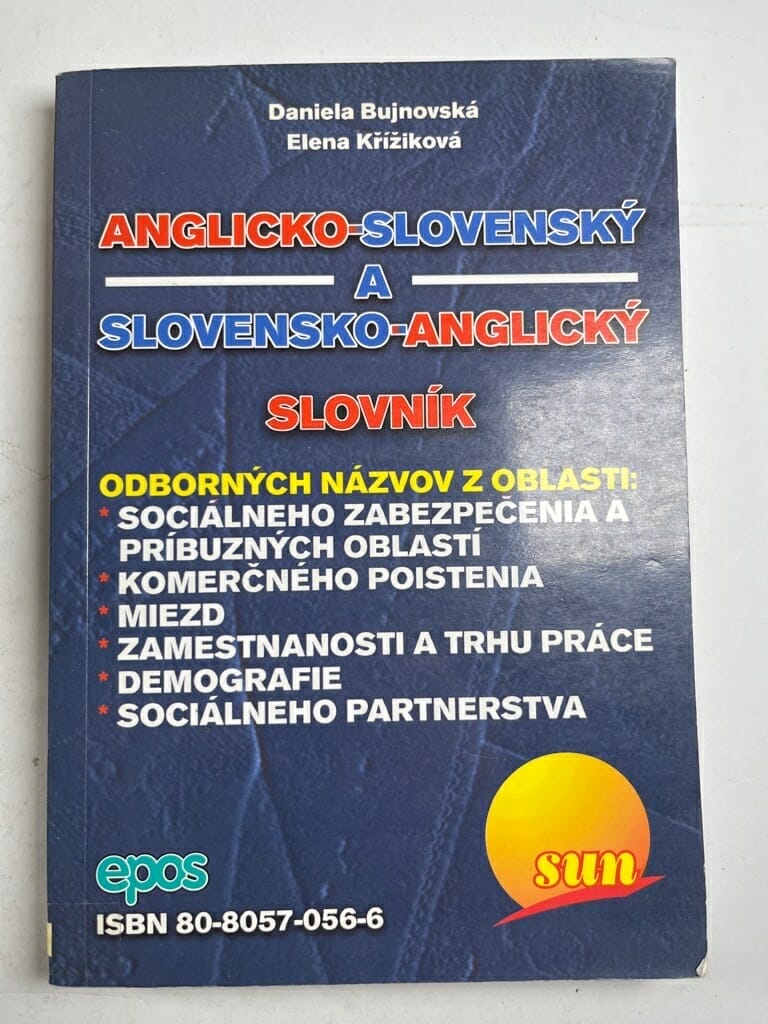 Daniela Bujnovská
Elena Křížiková
ANGLICKO-SLOVENSKÝ
A
SLOVENSKO-ANGLICKÝ
SLOVNÍK
ODBORNÝCH NÁZVOV Z OBLASTI:
* SOCIÁLNEHO ZABEZPEČENIA A
PRÍBUZNÝCH OBLASTÍ
* KOMERČNÉHO POISTENIA
* MIEZD
* ZAMESTNANOSTI A TRHU PRÁCE
* DEMOGRAFIE
* SOCIÁLNEHO PARTNERSTVA
sun
epos
ISBN 80-8057-056-6